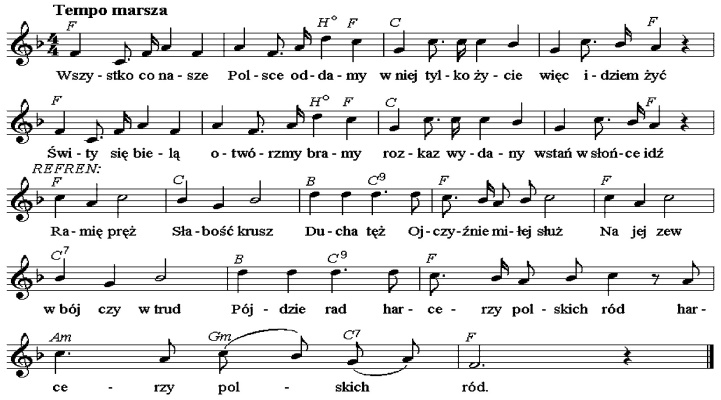 Tempo marsza
F H° F C F
4 4
Wszy - stko co na - sze Pol - sce od - da - my w niej tyl - ko ży - cie więc i - dziem żyć
F H° F C F
Świ - ty się bie - lą o - twó - rzmy bra - my roz - kaz wy - da - ny wstań w słoń - ce idź
REFREN:
F C B C9 F F
Ra - mię pręż Sła - bość krusz Du - cha tęż Oj - czy - źnie mi - łej służ Na jej zew
C7 B C9 F
w bój czy w trud Pój - dzie rad har - ce - rzy pol - skich ród har -
Am Gm C7 F
ce - rzy pol - skich ród.